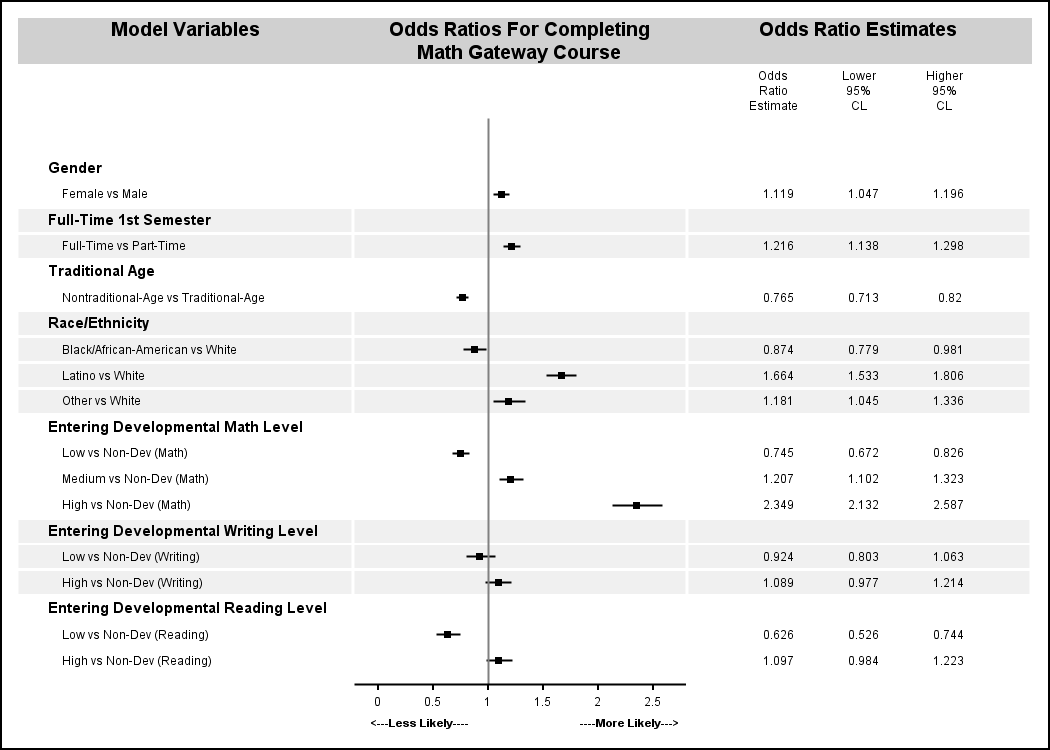 Model Variables
Odds Ratios For Completing
Math Gateway Course
Odds Ratio Estimates
Odds
Ratio
Estimate
Lower
95%
CL
Higher
95%
CL
Gender
Female vs Male 1.119 1.047 1.196
Full-Time 1st Semester
Full-Time vs Part-Time 1.216 1.138 1.298
Traditional Age
Nontraditional-Age vs Traditional-Age 0.765 0.713 0.82
Race/Ethnicity
Black/African-American vs White 0.874 0.779 0.981
Latino vs White 1.664 1.533 1.806
Other vs White 1.181 1.045 1.336
Entering Developmental Math Level
Low vs Non-Dev (Math) 0.745 0.672 0.826
Medium vs Non-Dev (Math) 1.207 1.102 1.323
High vs Non-Dev (Math) 2.349 2.132 2.587
Entering Developmental Writing Level
Low vs Non-Dev (Writing) 0.924 0.803 1.063
High vs Non-Dev (Writing) 1.089 0.977 1.214
Entering Developmental Reading Level
Low vs Non-Dev (Reading) 0.626 0.526 0.744
High vs Non-Dev (Reading) 1.097 0.984 1.223
0 0.5 1 1.5 2 2.5
<---Less Likely---- ----More Likely--->